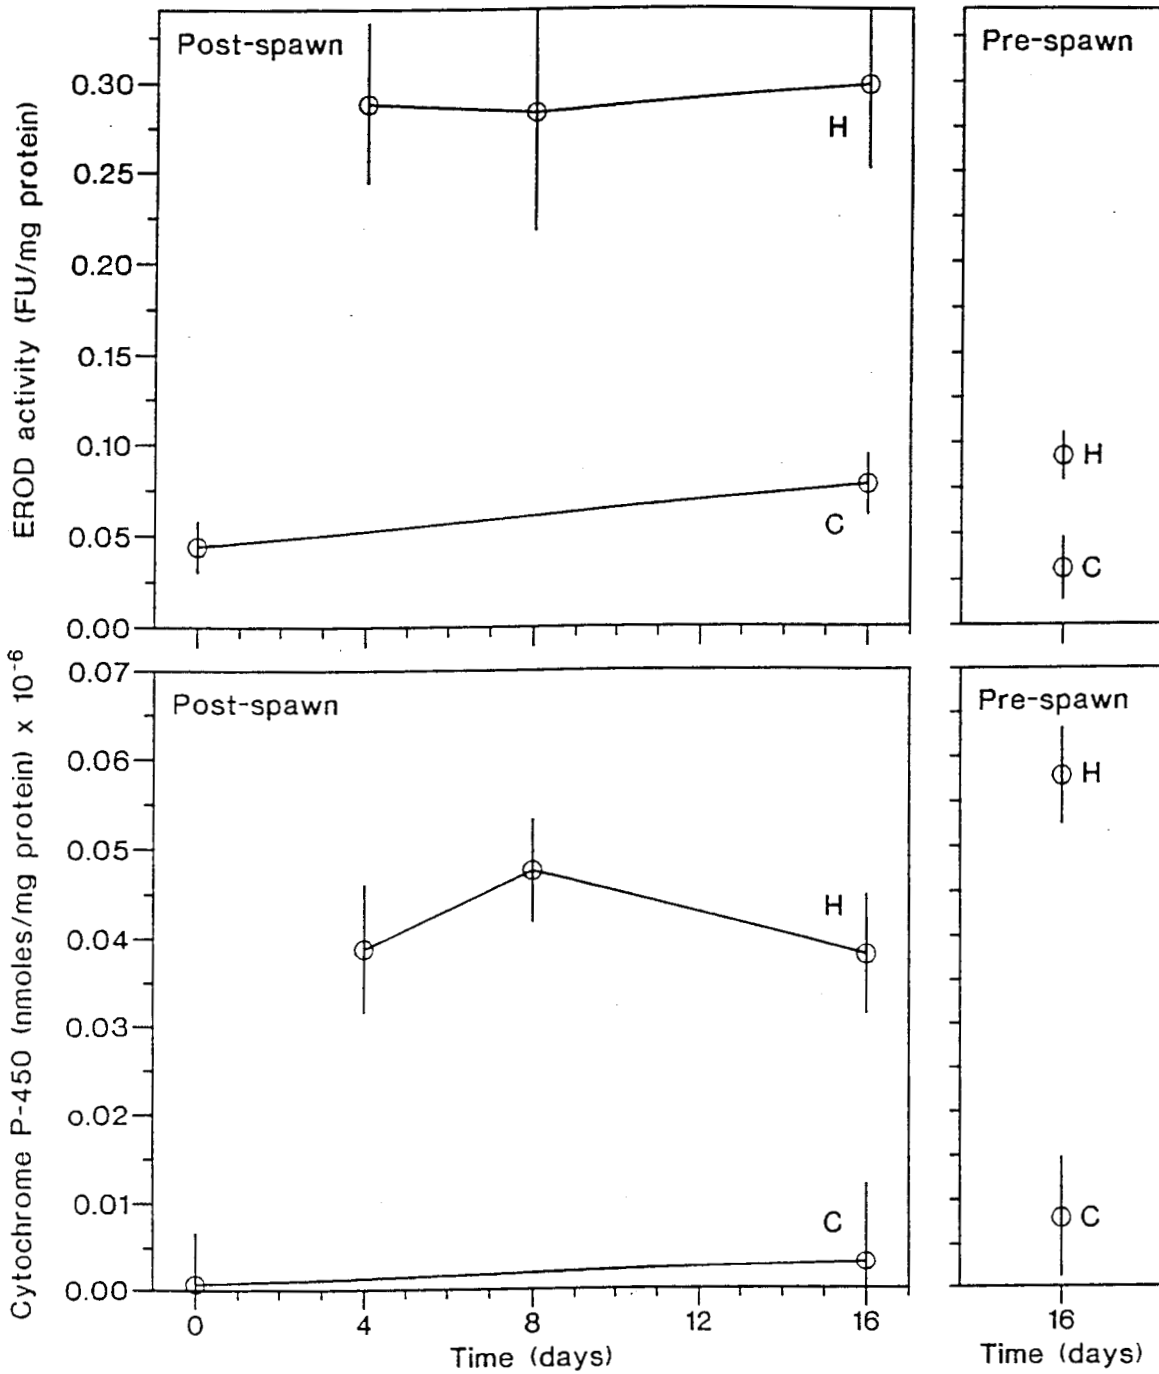 Post-spawn
Pre-spawn
EROD activity (FU/mg protein)
0.30
0.25
0.20
0.15
0.10
0.05
0.00
H
C
H
C
Post-spawn
Pre-spawn
Cytochrome P-450 (nmoles/mg protein) x 10⁻⁶
0.07
0.06
0.05
0.04
0.03
0.02
0.01
0.00
H
C
H
C
0 4 8 12 16
16
Time (days)
Time (days)